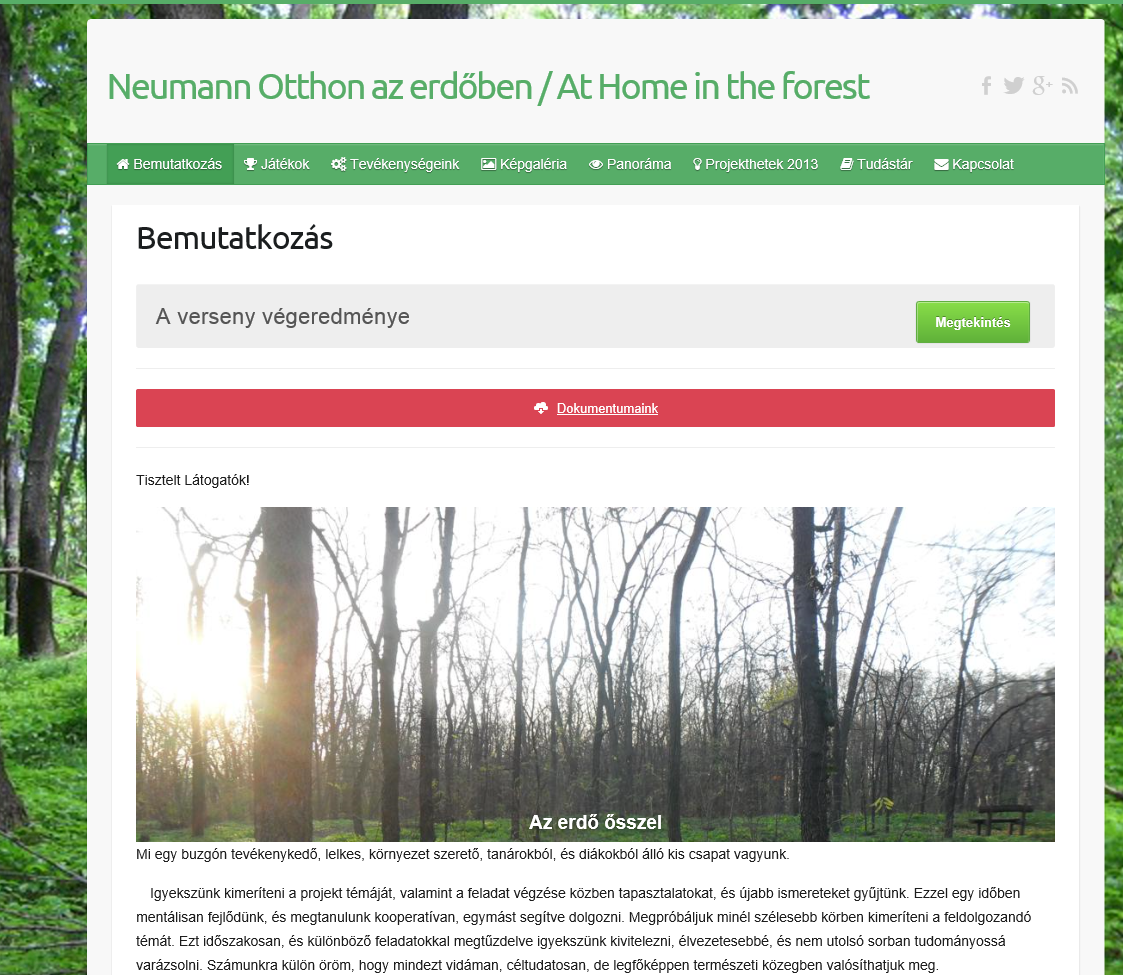 Neumann Otthon az erdőben / At Home in the forest
Bemutatkozás Játékok Tevékenységeink Képgaléria Panoráma Projekthetek 2013 Tudástár Kapcsolat
Bemutatkozás
A verseny végeredménye
Megtekintés
Dokumentumaink
Tisztelt Látogatók!
Az erdő ősszel
Mi egy buzgón tevékenykedő, lelkes, környezet szerető, tanárokból, és diákokból álló kis csapat vagyunk.
Igyekszünk kimeríteni a projekt témáját, valamint a feladat végzése közben tapasztalatokat, és újabb ismereteket gyűjtünk. Ezzel egy időben
mentálisan fejlődünk, és megtanulunk kooperatívan, egymást segítve dolgozni. Megpróbáljuk minél szélesebb körben kimeríteni a feldolgozandó
témát. Ezt időszakosan, és különböző feladatokkal megtűzdelve igyekszünk kivitelezni, élvezetesebbé, és nem utolsó sorban tudományossá
varázsolni. Számunkra külön öröm, hogy mindezt vidáman, céltudatosan, de legfőképpen természeti közegben valósíthatjuk meg.